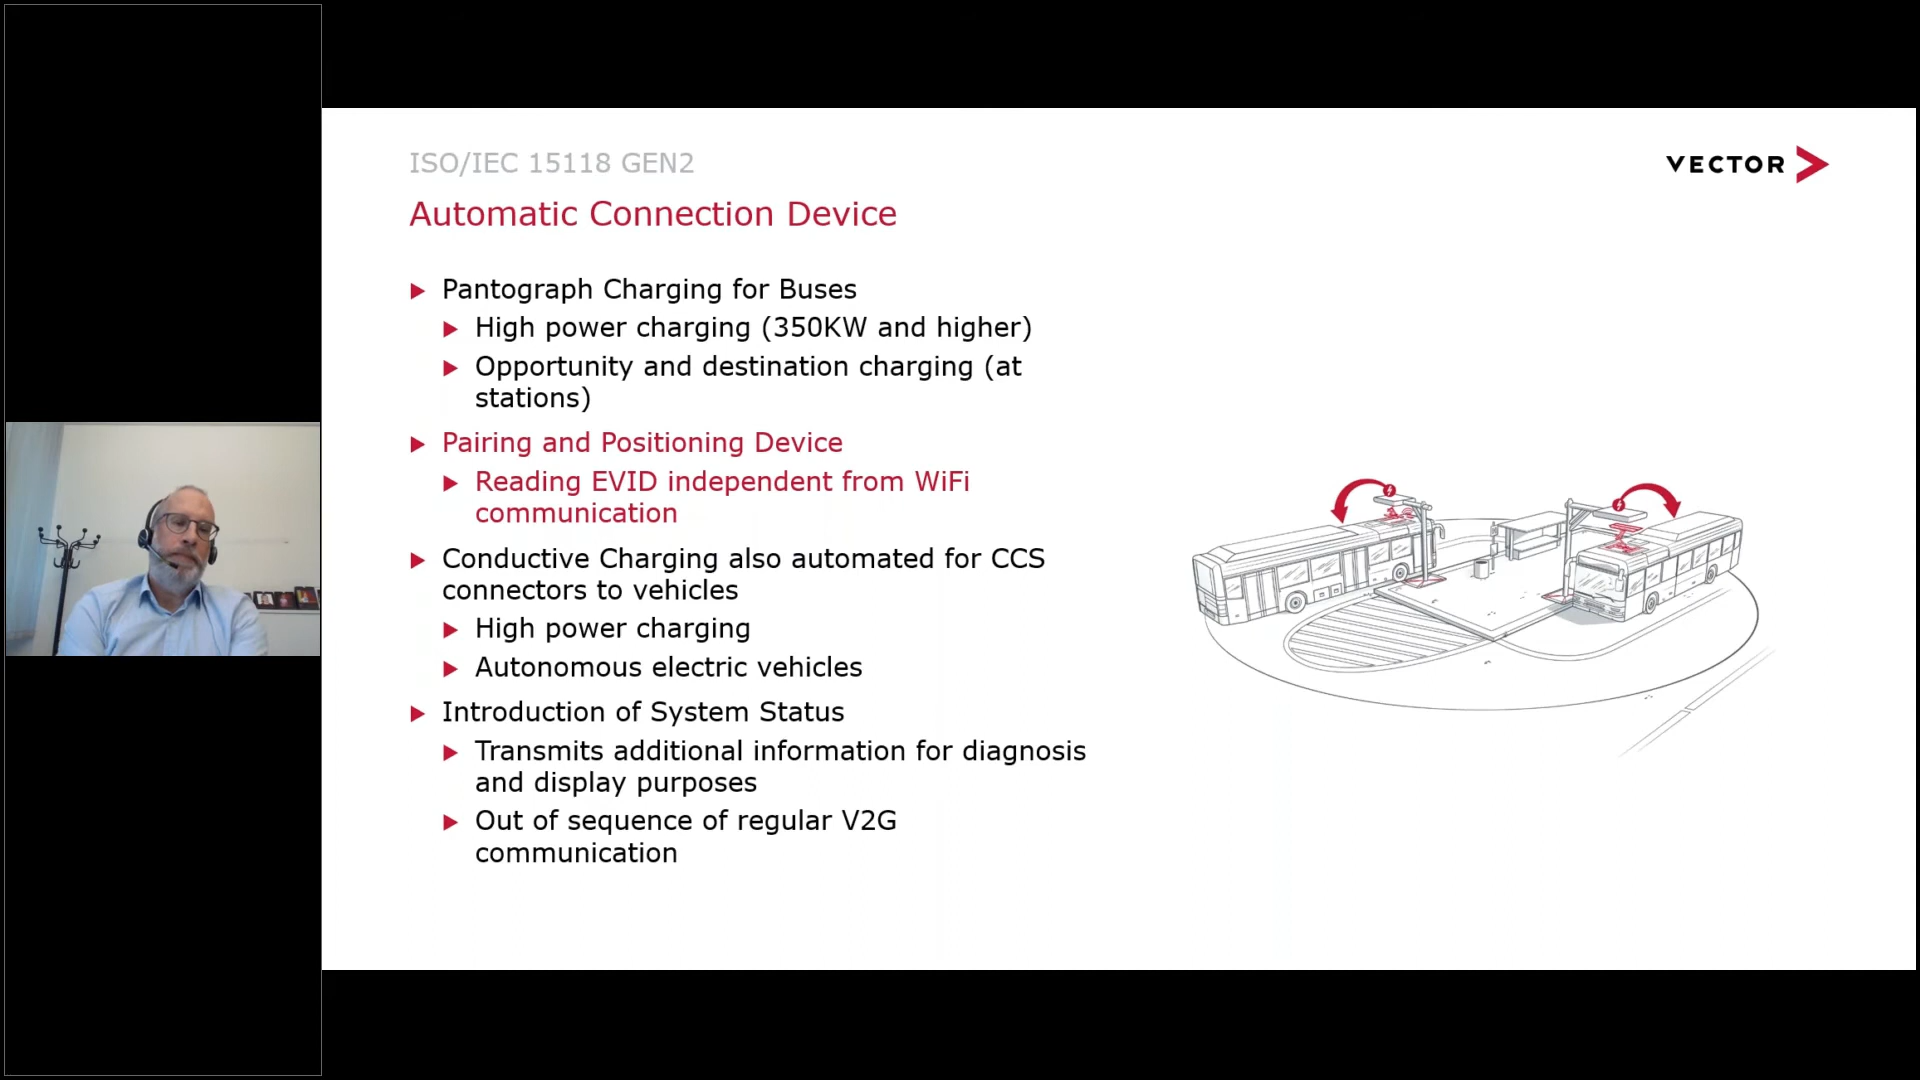 ISO/IEC 15118 GEN2
VECTOR
Automatic Connection Device
Pantograph Charging for Buses
High power charging (350KW and higher)
Opportunity and destination charging (at
stations)
Pairing and Positioning Device
Reading EVID independent from WiFi
communication
Conductive Charging also automated for CCS
connectors to vehicles
High power charging
Autonomous electric vehicles
Introduction of System Status
Transmits additional information for diagnosis
and display purposes
Out of sequence of regular V2G
communication